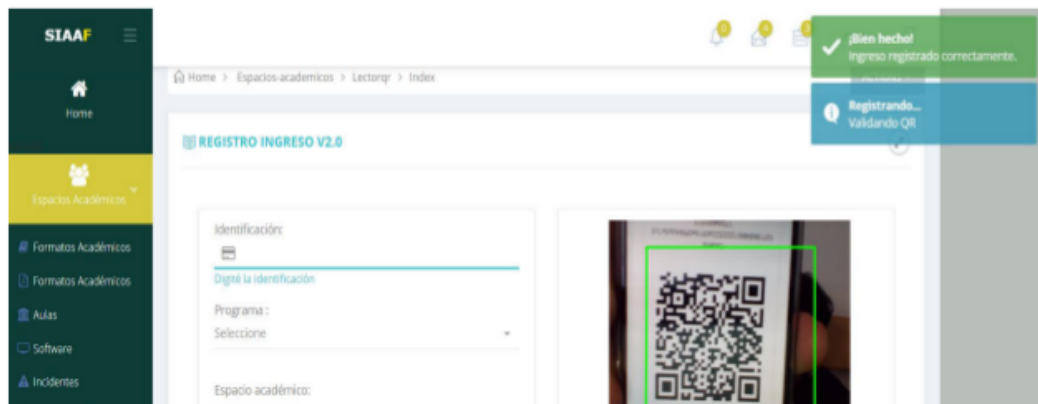 SIAAF
Home
Espacios Académicos
Formatos Académicos
Formatos Académicos
Aulas
Software
Incidentes
Home > Espacios-academicos > Lectorqr > Index
REGISTRO INGRESO V2.0
Identificación:
Digité la identificación
Programa :
Seleccione
Espacio académico:
¡Bien hecho!
Ingreso registrado correctamente.
Registrando...
Validando QR